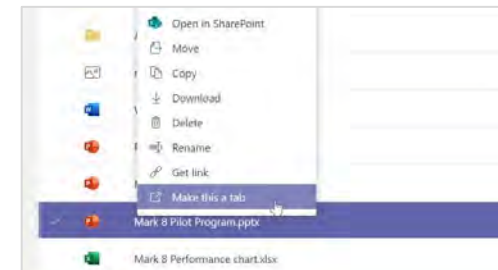 Open in SharePoint
Move
Copy
Download
Delete
Rename
Get link
Make this a tab
Mark 8 Pilot Program.pptx
Mark 8 Performance chart.xlsx